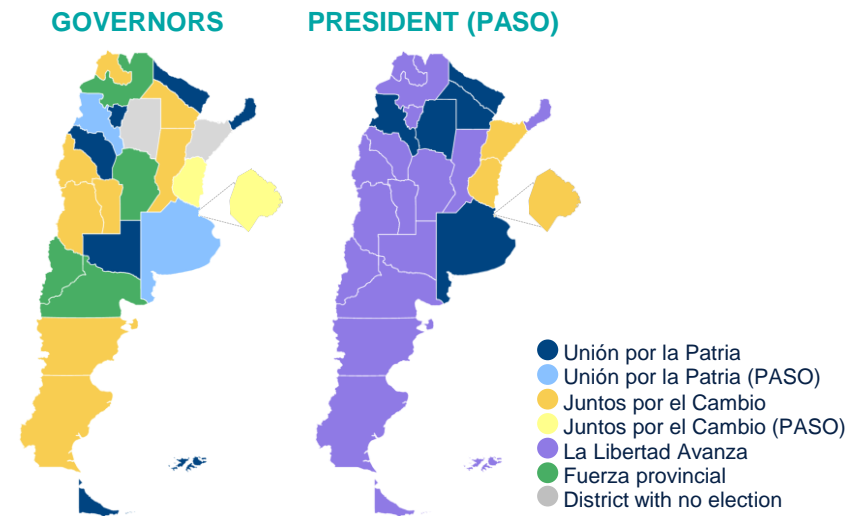 GOVERNORS
PRESIDENT (PASO)
Unión por la Patria
Unión por la Patria (PASO)
Juntos por el Cambio
Juntos por el Cambio (PASO)
La Libertad Avanza
Fuerza provincial
District with no election